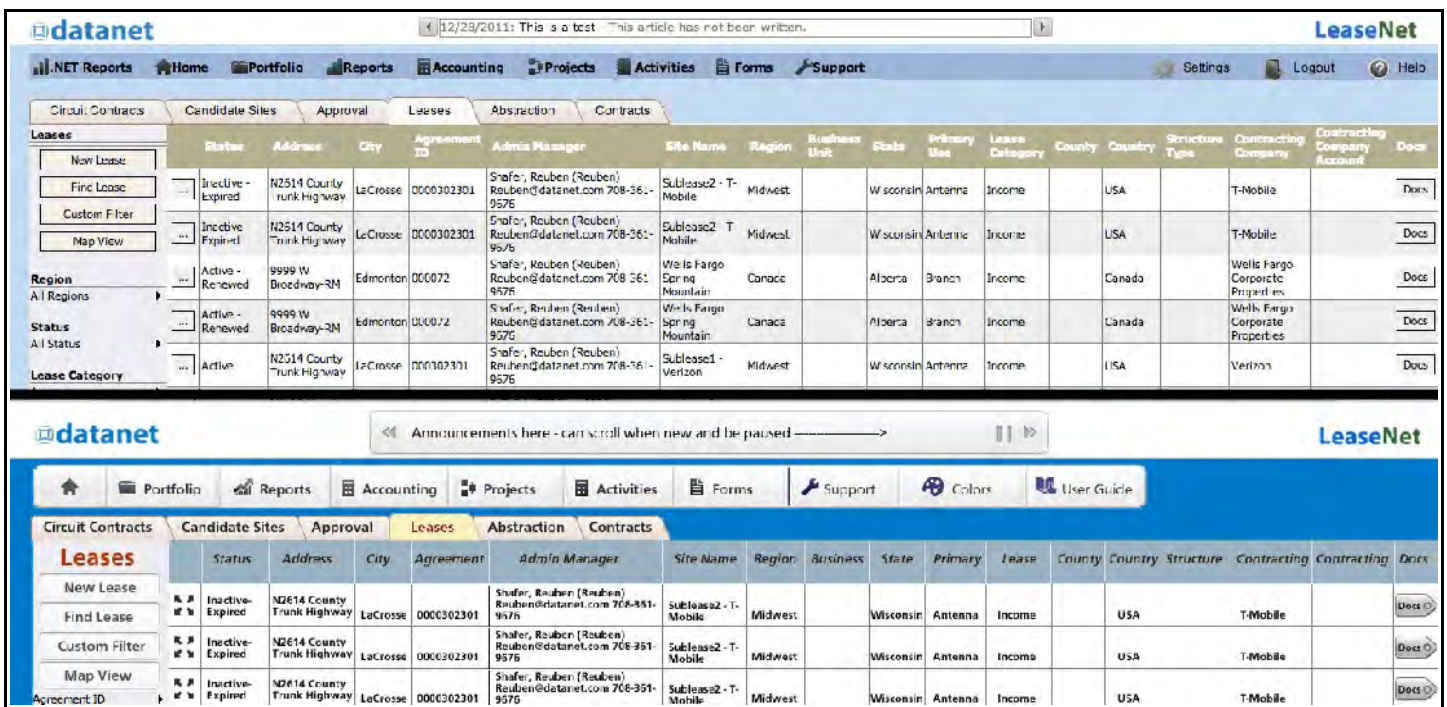 datanet
12/28/2011: This is a test This article has not been written.
LeaseNet
.NET Reports Home Portfolio Reports Accounting Projects Activities Forms Support Settings Logout Help
Circuit Contracts Candidate Sites Approval Leases Abstraction Contracts
Leases
New Lease
Find Lease
Custom Filter
Map View
Region
All Regions
Status
All Status
Lease Category
Status Address City Agreement ID Admin Manager Site Name Region Business Unit State Primary Use Lease Category County Country Structure Type Contracting Company Contracting Company Account Docs
... Inactive - Expired N2614 County Trunk Highway LaCrosse 0000302301 Shafer, Reuben (Reuben) Reuben@datanet.com 708-361-9676 Sublease2 - T-Mobile Midwest Wisconsin Antenna Income USA T-Mobile Docs
... Inactive - Expired N2614 County Trunk Highway LaCrosse 0000302301 Shafer, Reuben (Reuben) Reuben@datanet.com 708-361-9676 Sublease2 - T-Mobile Midwest Wisconsin Antenna Income USA T-Mobile Docs
... Active - Renewed 9999 W Broadway-RM Edmonton 000072 Shafer, Reuben (Reuben) Reuben@datanet.com 708-361-9676 Wells Fargo Spring Mountain Canada Alberta Branch Income Canada Wells Fargo Corporate Properties Docs
... Active - Renewed 9999 W Broadway-RM Edmonton 000072 Shafer, Reuben (Reuben) Reuben@datanet.com 708-361-9676 Wells Fargo Spring Mountain Canada Alberta Branch Income Canada Wells Fargo Corporate Properties Docs
... Active N2614 County Trunk Highway LaCrosse 000302301 Shafer, Reuben (Reuben) Reuben@datanet.com 708-361-9676 Sublease1 - Verizon Midwest Wisconsin Antenna Income USA Verizon Docs
datanet
Announcements here - can scroll when new and be paused -------------------->
LeaseNet
Portfolio Reports Accounting Projects Activities Forms Support Colors User Guide
Circuit Contracts Candidate Sites Approval Leases Abstraction Contracts
Leases
New Lease
Find Lease
Custom Filter
Map View
Agreement ID
Status Address City Agreement Admin Manager Site Name Region Business State Primary Lease County Country Structure Contracting Contracting Docs
Inactive-Expired N2614 County Trunk Highway LaCrosse 0000302301 Shafer, Reuben (Reuben) Reuben@datanet.com 708-361-9676 Sublease2 - T-Mobile Midwest Wisconsin Antenna Income USA T-Mobile Docs
Inactive-Expired N2614 County Trunk Highway LaCrosse 0000302301 Shafer, Reuben (Reuben) Reuben@datanet.com 708-361-9676 Sublease2 - T-Mobile Midwest Wisconsin Antenna Income USA T-Mobile Docs
Inactive-Expired N2614 County Trunk Highway LaCrosse 0000302301 Shafer, Reuben (Reuben) Reuben@datanet.com 708-361-9676 Sublease2 - T-Mobile Midwest Wisconsin Antenna Income USA T-Mobile Docs